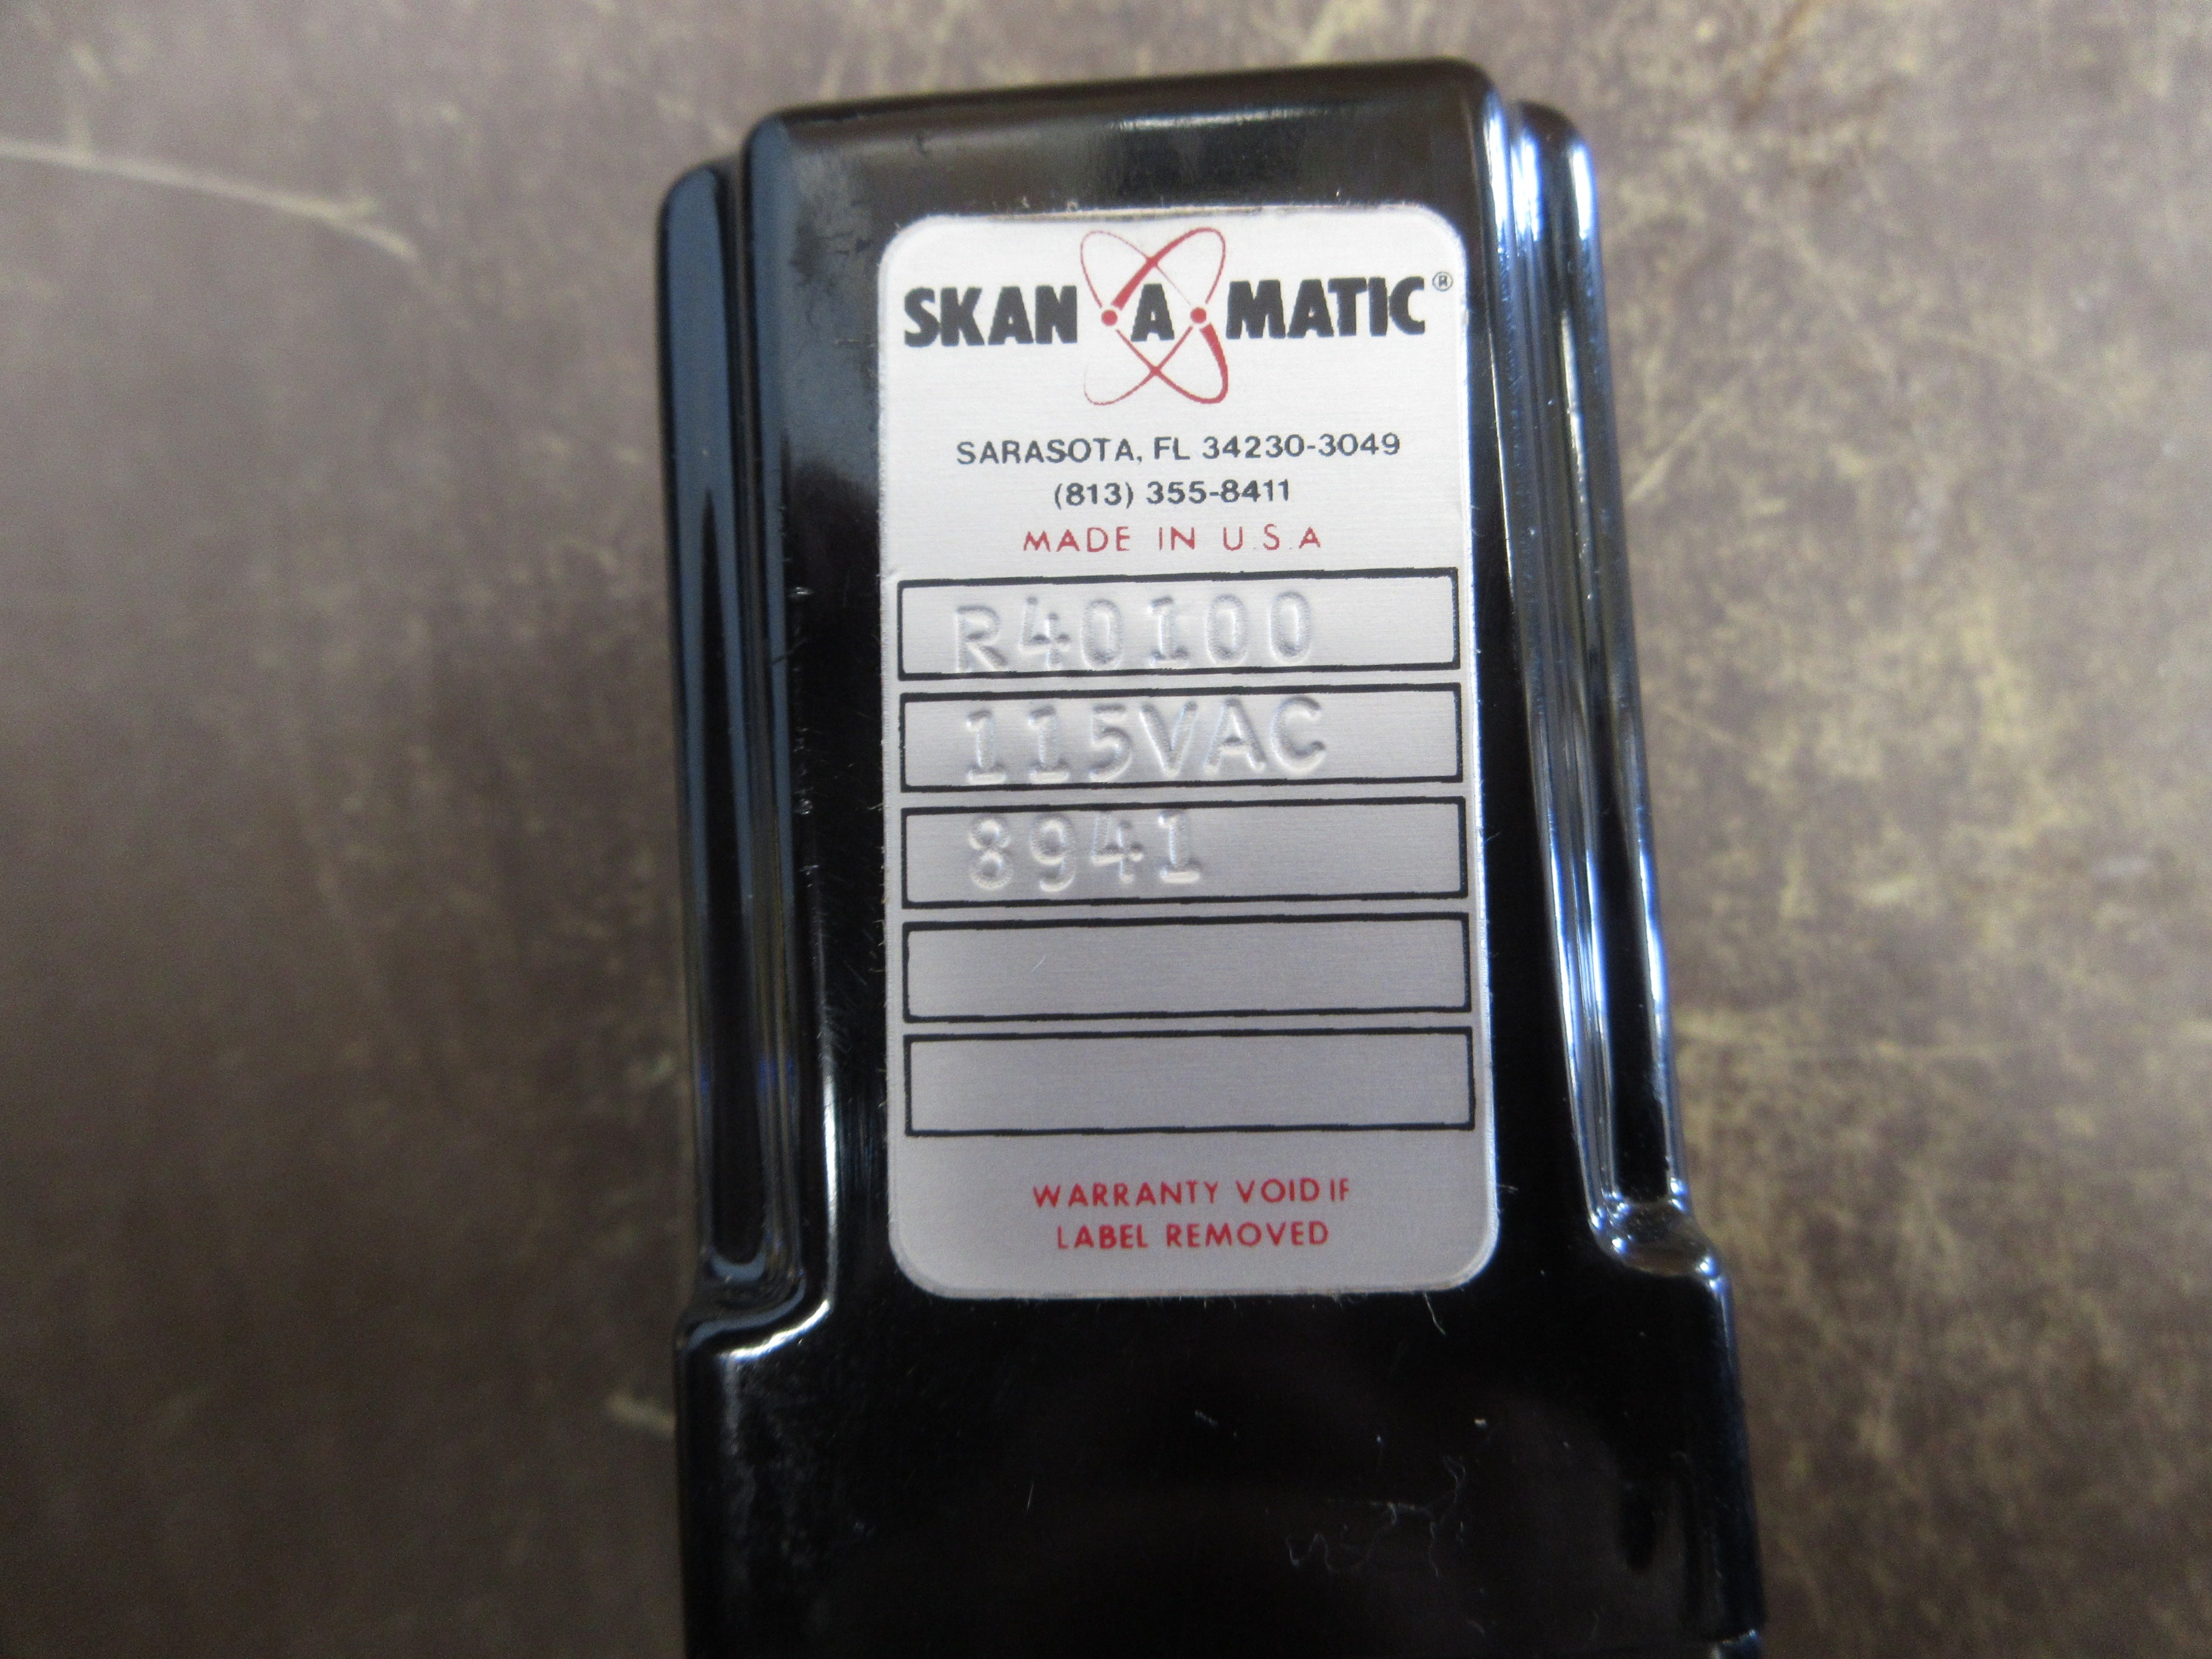 SKAN A MATIC®
SARASOTA, FL 34230-3049
(813) 355-8411
MADE IN U.S.A
R40100
115VAC
8941
WARRANTY VOID IF
LABEL REMOVED